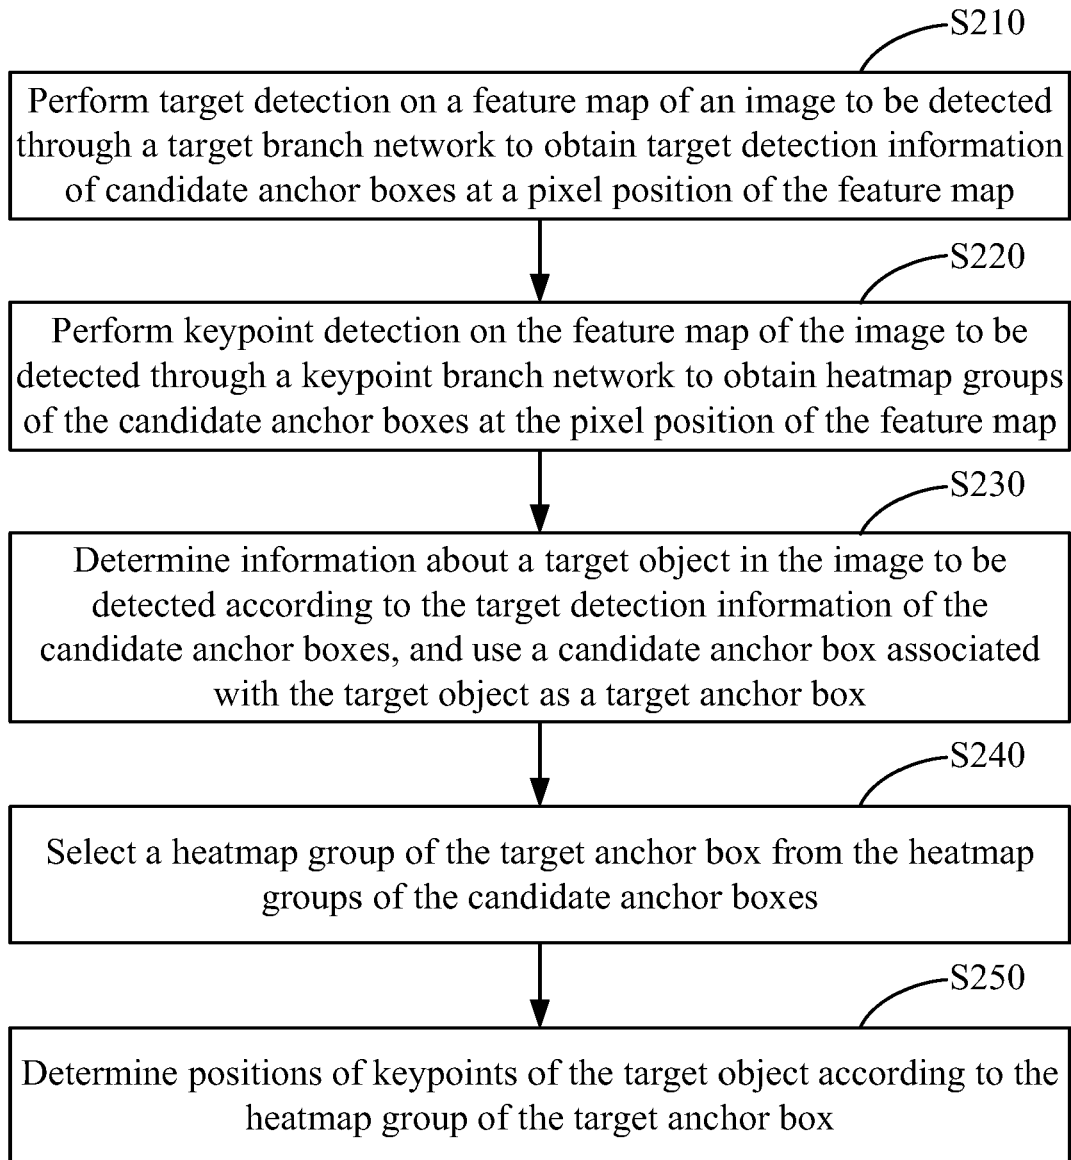 S210
Perform target detection on a feature map of an image to be detected
through a target branch network to obtain target detection information
of candidate anchor boxes at a pixel position of the feature map
S220
Perform keypoint detection on the feature map of the image to be
detected through a keypoint branch network to obtain heatmap groups
of the candidate anchor boxes at the pixel position of the feature map
S230
Determine information about a target object in the image to be
detected according to the target detection information of the
candidate anchor boxes, and use a candidate anchor box associated
with the target object as a target anchor box
S240
Select a heatmap group of the target anchor box from the heatmap
groups of the candidate anchor boxes
S250
Determine positions of keypoints of the target object according to the
heatmap group of the target anchor box